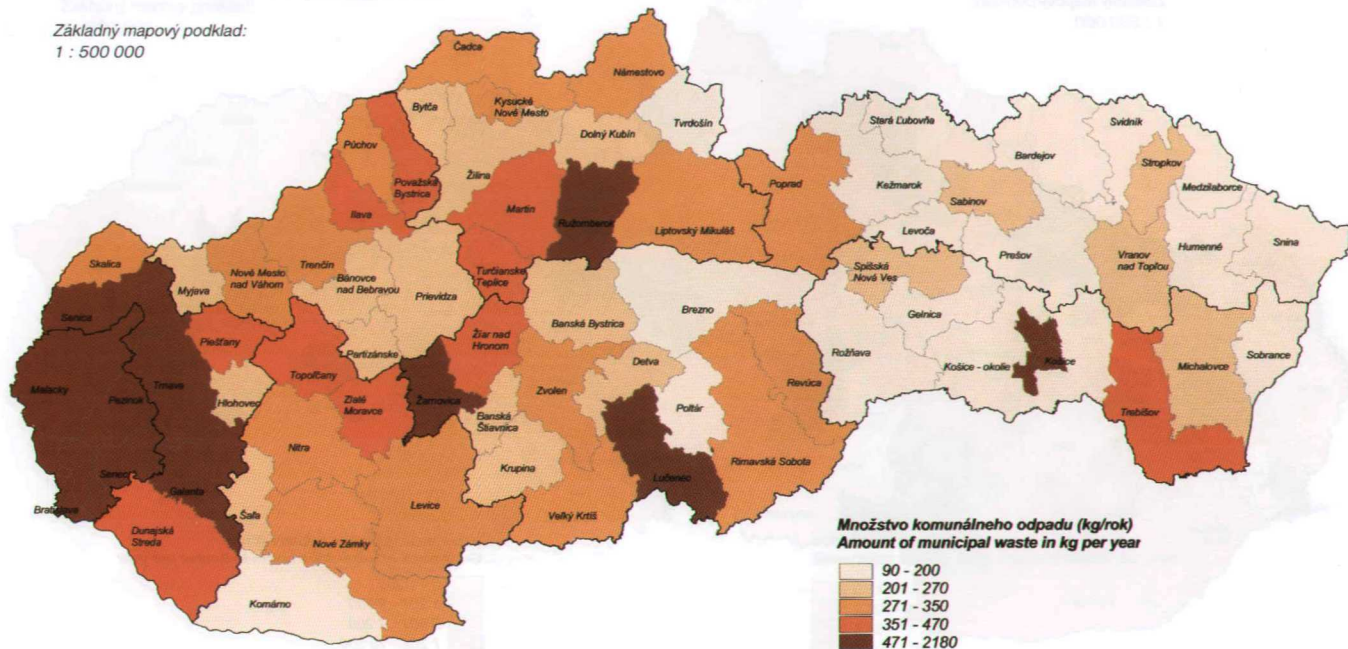 Základný mapový podklad:
1 : 500 000
Čadca
Námestovo
Bytča
Kysucké
Nové Mesto
Tvrdošín
Dolný Kubín
Stará Ľubovňa
Svidník
Bardejov
Stropkov
Medzilaborce
Púchov
Považská
Bystrica
Žilina
Kežmarok
Poprad
Sabinov
Ilava
Martin
Ružomberok
Liptovský Mikuláš
Levoča
Prešov
Humenné
Snina
Vranov
nad Topľou
Skalica
Myjava
Nové Mesto
nad Váhom
Trenčín
Bánovce
nad Bebravou
Prievidza
Turčianske
Teplice
Spišská
Nová Ves
Gelnica
Brezno
Banská Bystrica
Senica
Piešťany
Partizánske
Topoľčany
Žiar nad
Hronom
Detva
Rožňava
Košice - okolie
Košice
Michalovce
Sobrance
Malacky
Pezinok
Trnava
Hlohovec
Zlaté
Moravce
Žarnovica
Banská
Štiavnica
Zvolen
Poltár
Revúca
Trebišov
Nitra
Krupina
Lučenec
Rimavská Sobota
Senec
Galanta
Bratislava
Dunajská
Streda
Šaľa
Levice
Veľký Krtíš
Nové Zámky
Komárno
Množstvo komunálneho odpadu (kg/rok)
Amount of municipal waste in kg per year
90 - 200
201 - 270
271 - 350
351 - 470
471 - 2180